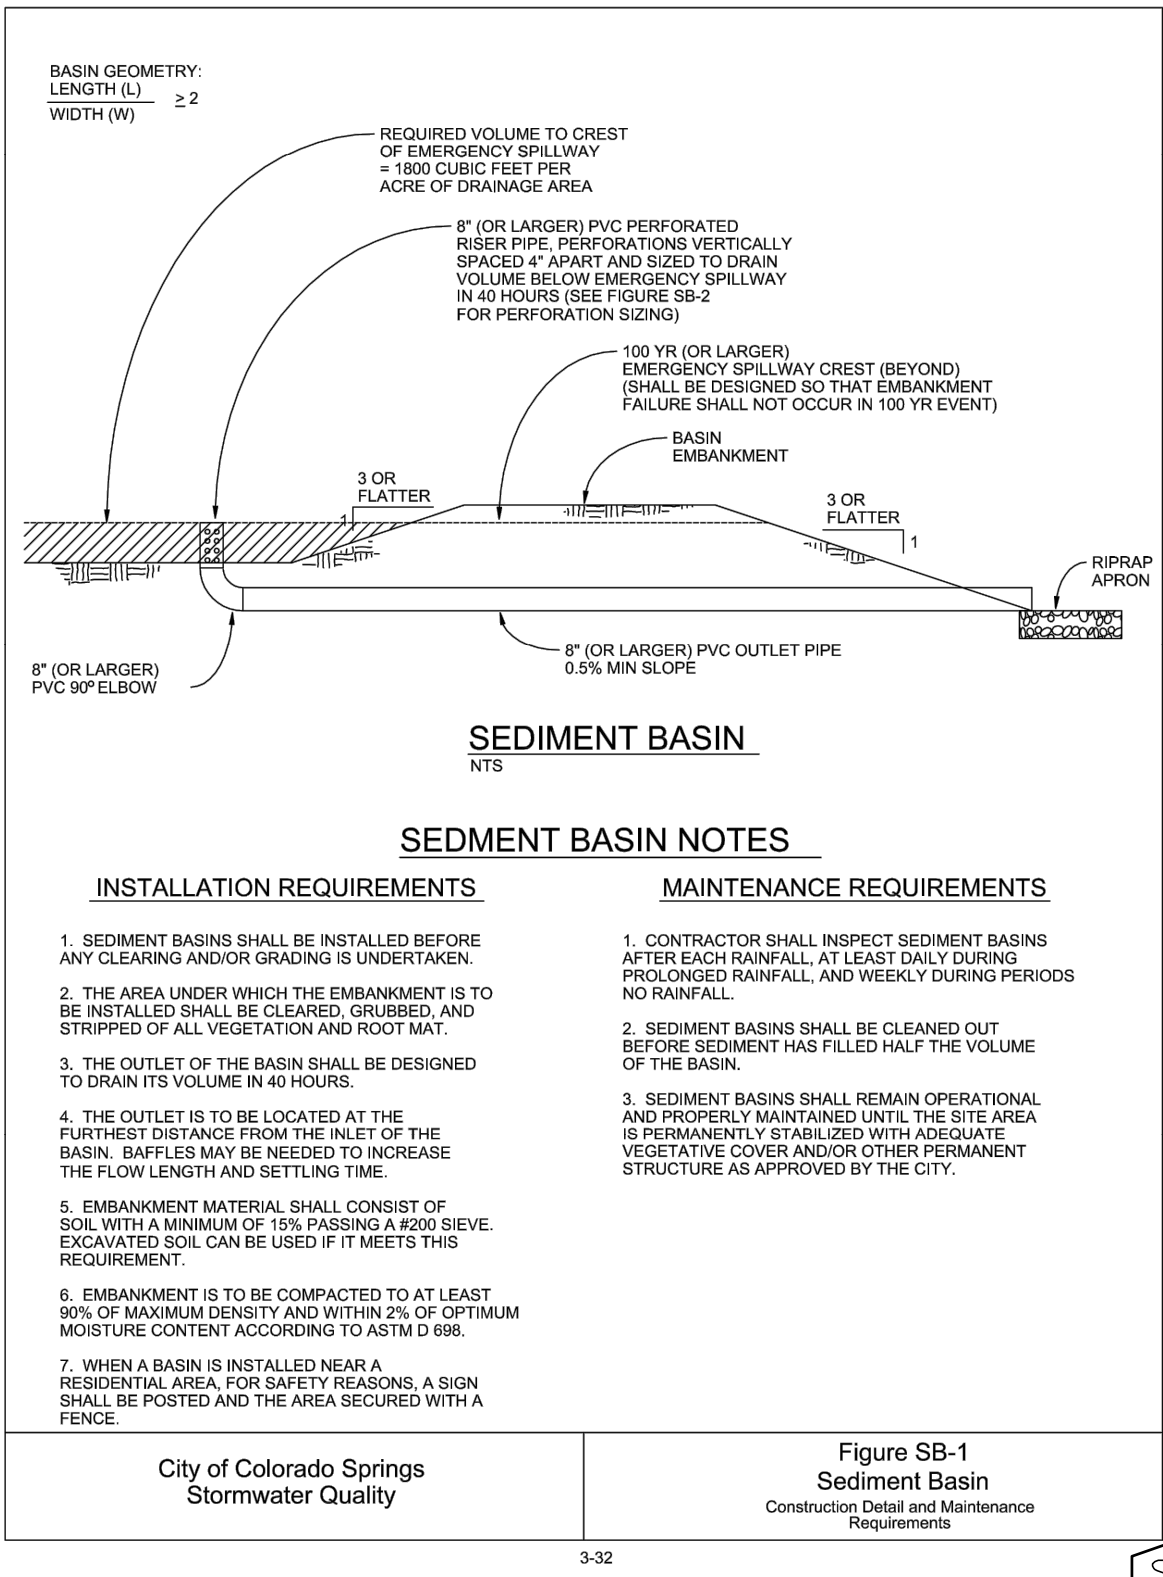 BASIN GEOMETRY:
LENGTH (L)
WIDTH (W)
≥ 2
REQUIRED VOLUME TO CREST
OF EMERGENCY SPILLWAY
= 1800 CUBIC FEET PER
ACRE OF DRAINAGE AREA
8" (OR LARGER) PVC PERFORATED
RISER PIPE, PERFORATIONS VERTICALLY
SPACED 4" APART AND SIZED TO DRAIN
VOLUME BELOW EMERGENCY SPILLWAY
IN 40 HOURS (SEE FIGURE SB-2
FOR PERFORATION SIZING)
100 YR (OR LARGER)
EMERGENCY SPILLWAY CREST (BEYOND)
(SHALL BE DESIGNED SO THAT EMBANKMENT
FAILURE SHALL NOT OCCUR IN 100 YR EVENT)
BASIN
EMBANKMENT
3 OR
FLATTER
1
3 OR
FLATTER
1
RIPRAP
APRON
8" (OR LARGER) PVC OUTLET PIPE
0.5% MIN SLOPE
8" (OR LARGER)
PVC 90º ELBOW
SEDIMENT BASIN
NTS
SEDMENT BASIN NOTES
INSTALLATION REQUIREMENTS
1. SEDIMENT BASINS SHALL BE INSTALLED BEFORE
ANY CLEARING AND/OR GRADING IS UNDERTAKEN.
2. THE AREA UNDER WHICH THE EMBANKMENT IS TO
BE INSTALLED SHALL BE CLEARED, GRUBBED, AND
STRIPPED OF ALL VEGETATION AND ROOT MAT.
3. THE OUTLET OF THE BASIN SHALL BE DESIGNED
TO DRAIN ITS VOLUME IN 40 HOURS.
4. THE OUTLET IS TO BE LOCATED AT THE
FURTHEST DISTANCE FROM THE INLET OF THE
BASIN. BAFFLES MAY BE NEEDED TO INCREASE
THE FLOW LENGTH AND SETTLING TIME.
5. EMBANKMENT MATERIAL SHALL CONSIST OF
SOIL WITH A MINIMUM OF 15% PASSING A #200 SIEVE.
EXCAVATED SOIL CAN BE USED IF IT MEETS THIS
REQUIREMENT.
6. EMBANKMENT IS TO BE COMPACTED TO AT LEAST
90% OF MAXIMUM DENSITY AND WITHIN 2% OF OPTIMUM
MOISTURE CONTENT ACCORDING TO ASTM D 698.
7. WHEN A BASIN IS INSTALLED NEAR A
RESIDENTIAL AREA, FOR SAFETY REASONS, A SIGN
SHALL BE POSTED AND THE AREA SECURED WITH A
FENCE.
MAINTENANCE REQUIREMENTS
1. CONTRACTOR SHALL INSPECT SEDIMENT BASINS
AFTER EACH RAINFALL, AT LEAST DAILY DURING
PROLONGED RAINFALL, AND WEEKLY DURING PERIODS
NO RAINFALL.
2. SEDIMENT BASINS SHALL BE CLEANED OUT
BEFORE SEDIMENT HAS FILLED HALF THE VOLUME
OF THE BASIN.
3. SEDIMENT BASINS SHALL REMAIN OPERATIONAL
AND PROPERLY MAINTAINED UNTIL THE SITE AREA
IS PERMANENTLY STABILIZED WITH ADEQUATE
VEGETATIVE COVER AND/OR OTHER PERMANENT
STRUCTURE AS APPROVED BY THE CITY.
City of Colorado Springs
Stormwater Quality
Figure SB-1
Sediment Basin
Construction Detail and Maintenance
Requirements
3-32